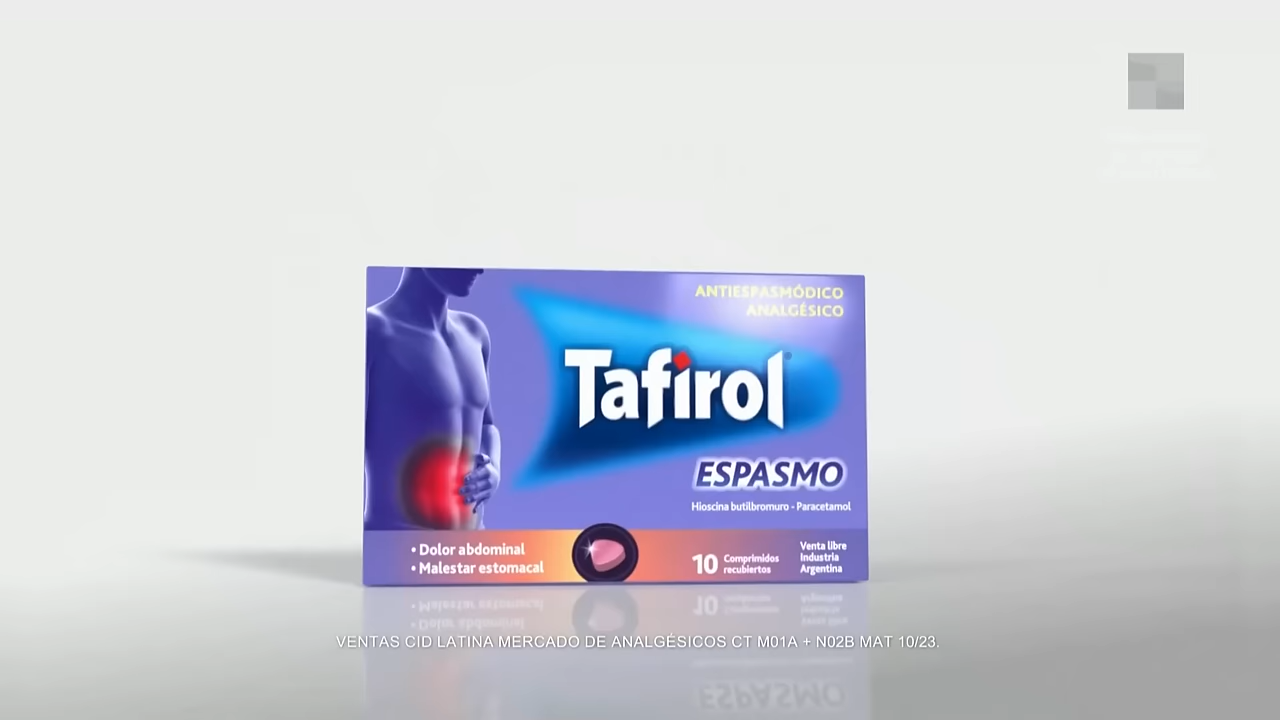 ANTIESPASMÓDICO
ANALGÉSICO
Tafirol
ESPASMO
Hioscina butilbromuro - Paracetamol
• Dolor abdominal
• Malestar estomacal
10 Comprimidos
recubiertos
Venta libre
Industria
Argentina
VENTAS CID LATINA MERCADO DE ANALGÉSICOS CT M01A + N02B MAT 10/23.